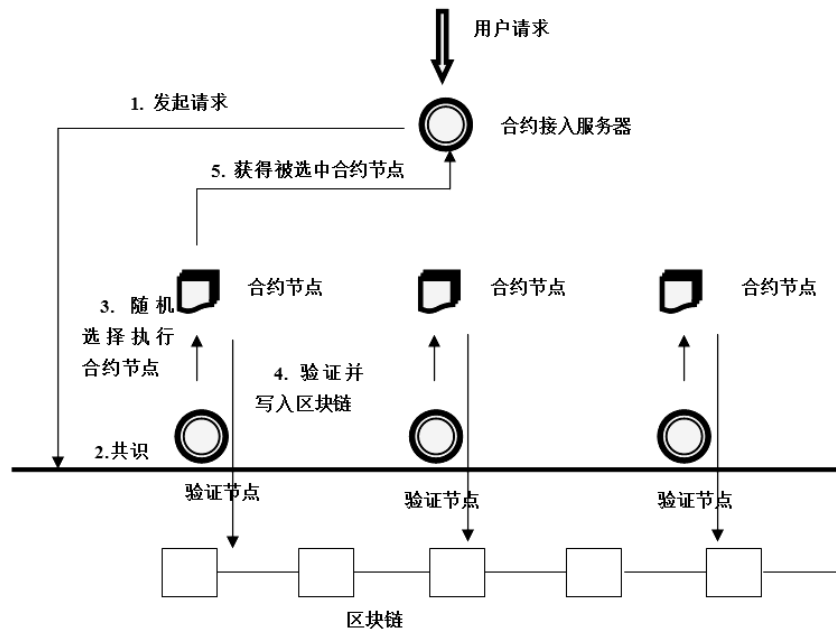 用户请求
1. 发起请求
合约接入服务器
5. 获得被选中合约节点
合约节点
合约节点
合约节点
3. 随机
选择执行
合约节点
4. 验证并
写入区块链
2.共识
验证节点
验证节点
验证节点
区块链